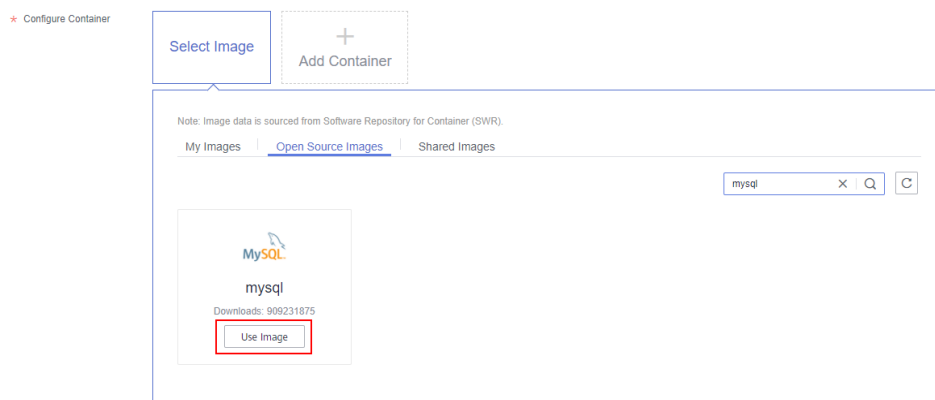 * Configure Container
Select Image
+
Add Container
Note: Image data is sourced from Software Repository for Container (SWR).
My Images
Open Source Images
Shared Images
mysql
MySQL
mysql
Downloads: 909231875
Use Image